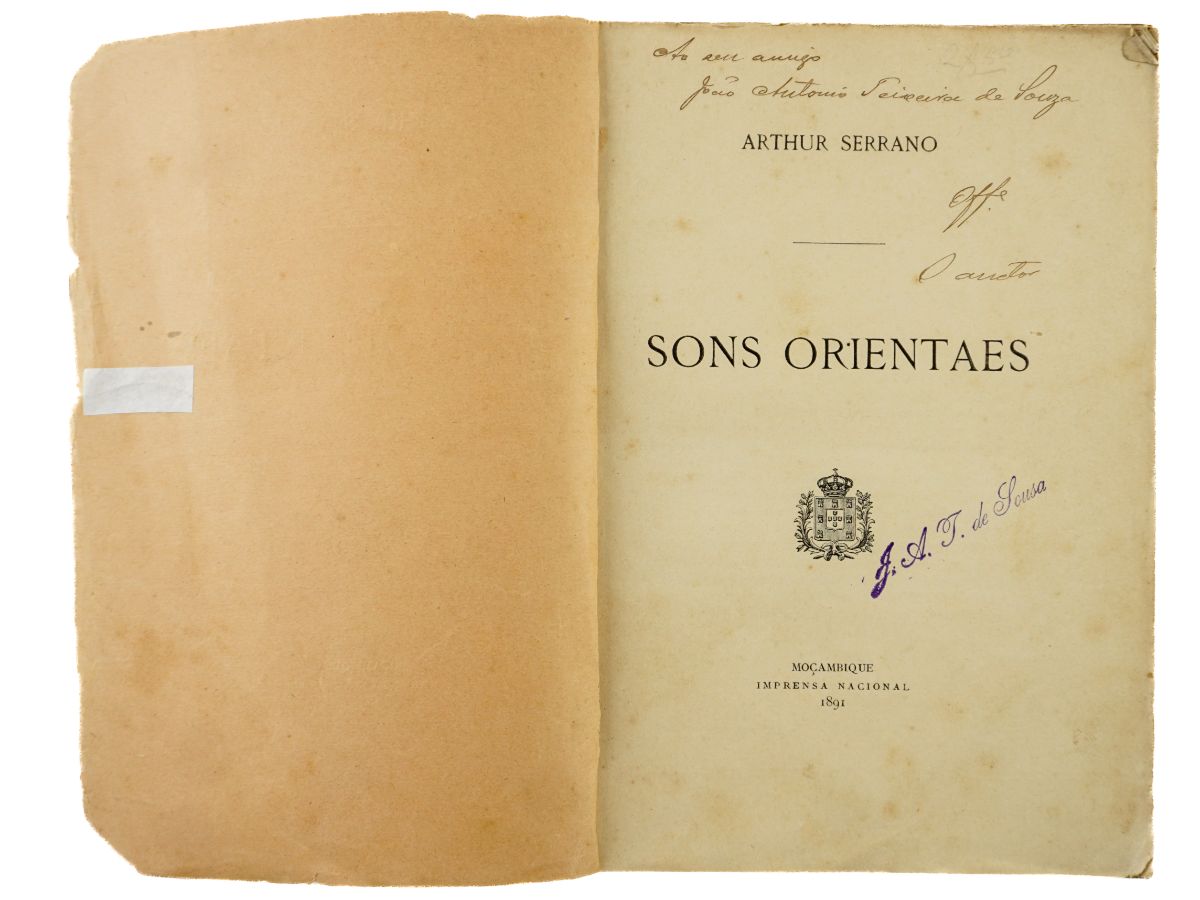 Ao seu amigo
João Antonio Teixeira de Souza
ARTHUR SERRANO
Off.e
O auctor
SONS ORIENTAES
J. A. T. de Sousa
MOÇAMBIQUE
IMPRENSA NACIONAL
1891